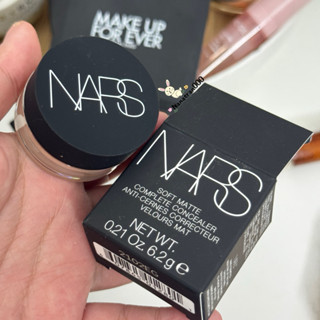 MAKE UP
FOR EVER
NARS
NARS
SOFT MATTE
COMPLETE CONCEALER
ANTI-CERNES CORRECTEUR
VELOURS MAT
NET WT.
0.21 Oz. 6.2 g e